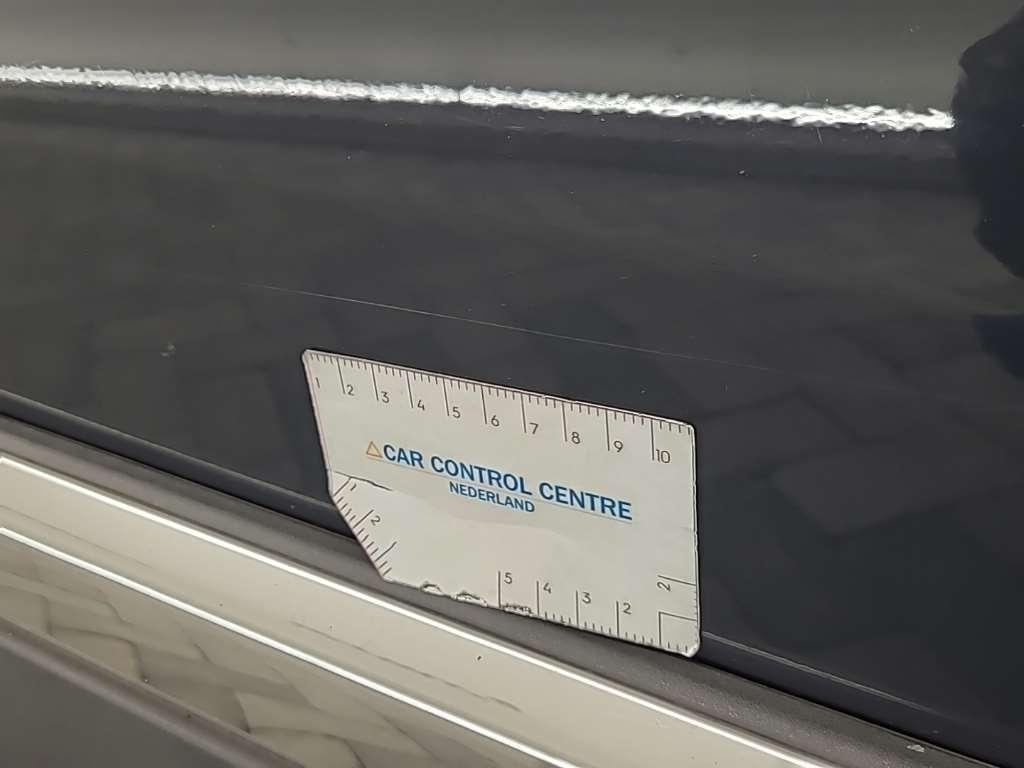 1 2 3 4 5 6 7 8 9 10
CAR CONTROL CENTRE
NEDERLAND
2
5 4 3 2
2